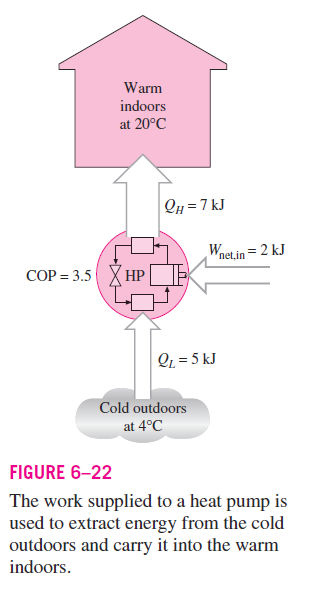 Warm
indoors
at 20°C
Q_H = 7 kJ
W_net,in = 2 kJ
COP = 3.5
HP
Q_L = 5 kJ
Cold outdoors
at 4°C
FIGURE 6–22
The work supplied to a heat pump is
used to extract energy from the cold
outdoors and carry it into the warm
indoors.